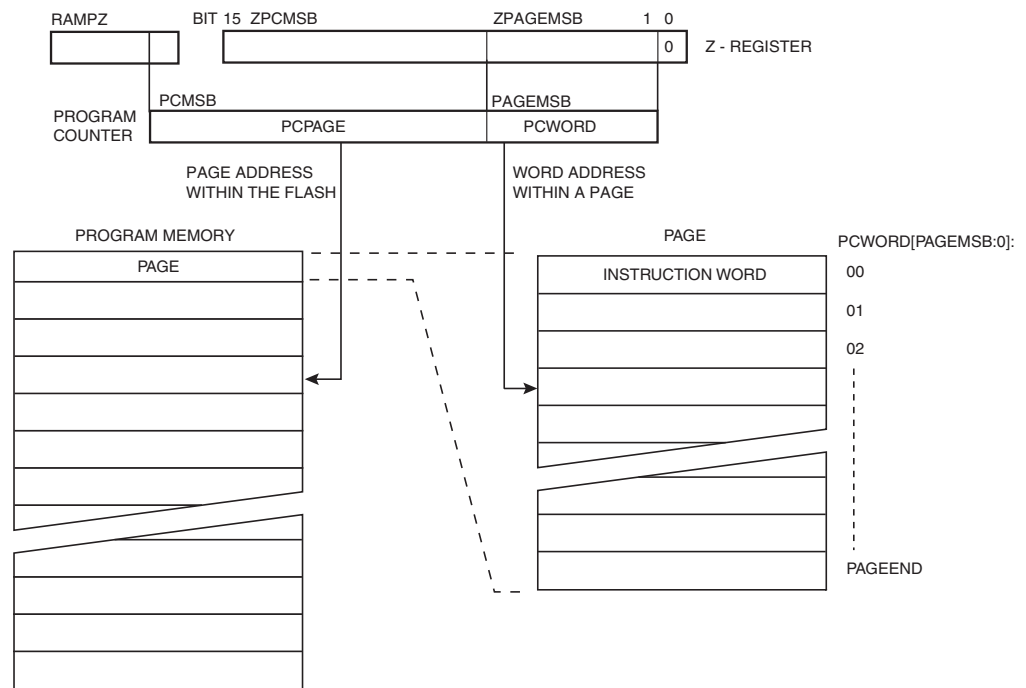 RAMPZ BIT 15 ZPCMSB ZPAGEMSB 1 0
0 Z - REGISTER
PCMSB PAGEMSB
PROGRAM
COUNTER
PCPAGE PCWORD
PAGE ADDRESS
WITHIN THE FLASH
WORD ADDRESS
WITHIN A PAGE
PROGRAM MEMORY
PAGE
PAGE
PCWORD[PAGEMSB:0]:
INSTRUCTION WORD
00
01
02
PAGEEND